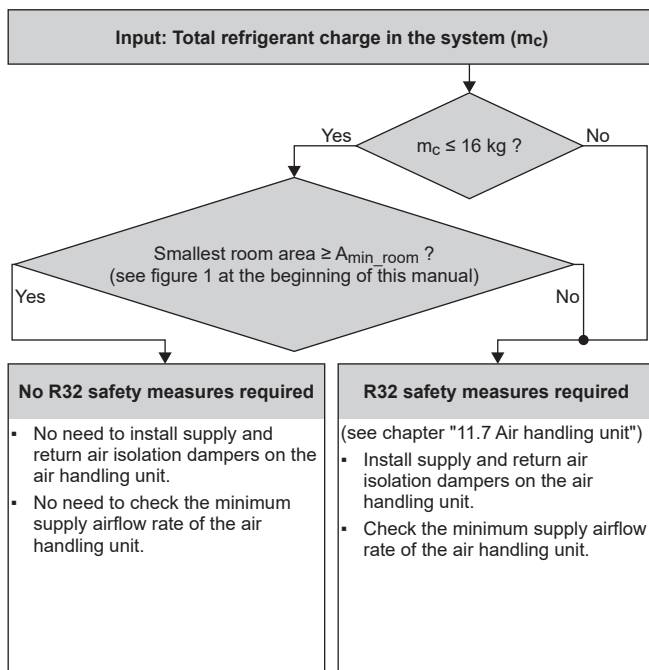 Input: Total refrigerant charge in the system (mc)
mc ≤ 16 kg ?
Yes
No
Smallest room area ≥ Amin_room ?
(see figure 1 at the beginning of this manual)
Yes
No
No R32 safety measures required
▪ No need to install supply and
return air isolation dampers on the
air handling unit.
▪ No need to check the minimum
supply airflow rate of the air
handling unit.
R32 safety measures required
(see chapter "11.7 Air handling unit")
▪ Install supply and return air
isolation dampers on the air
handling unit.
▪ Check the minimum supply airflow
rate of the air handling unit.